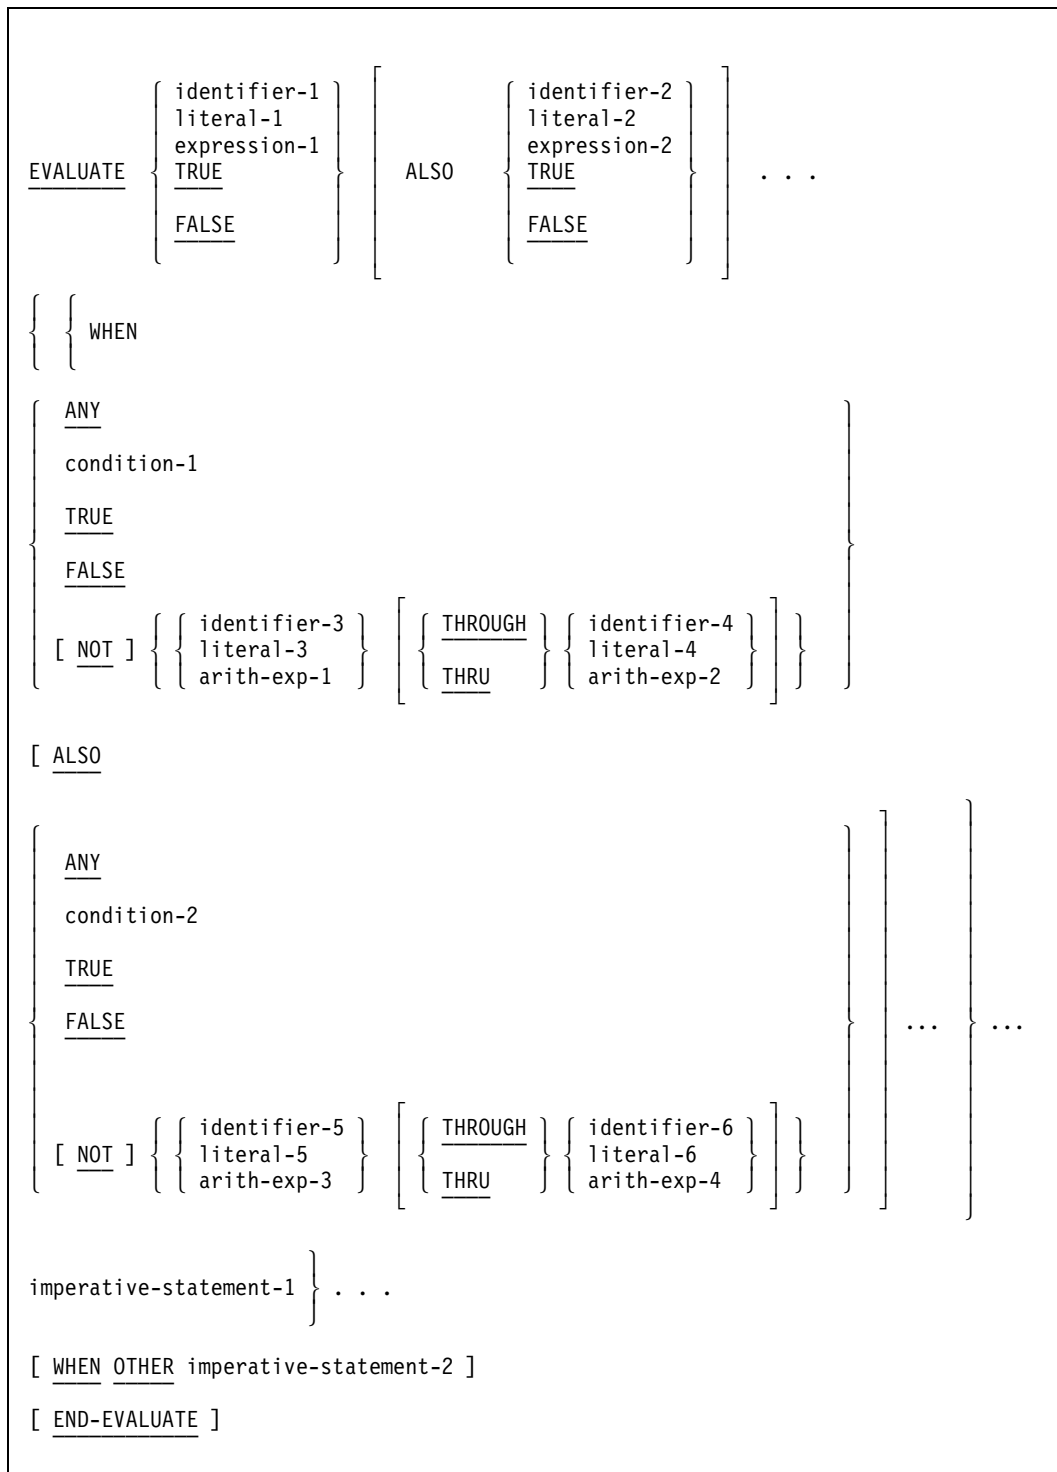 identifier-1 identifier-2
literal-1 literal-2
expression-1 expression-2
EVALUATE TRUE ALSO TRUE . . .
FALSE FALSE
{ { WHEN
ANY
condition-1
TRUE
FALSE
identifier-3 THROUGH identifier-4
[ NOT ] literal-3 literal-4
arith-exp-1 THRU arith-exp-2
[ ALSO
ANY
condition-2
TRUE
FALSE ... ...
identifier-5 THROUGH identifier-6
[ NOT ] literal-5 literal-6
arith-exp-3 THRU arith-exp-4
imperative-statement-1 } . . .
[ WHEN OTHER imperative-statement-2 ]
[ END-EVALUATE ]